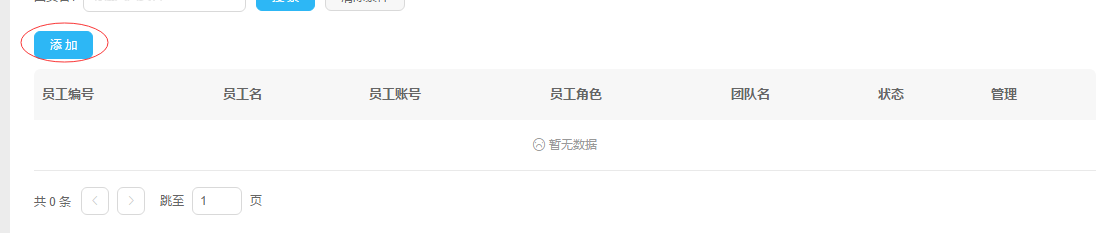 添加
员工编号 员工名 员工账号 员工角色 团队名 状态 管理
暂无数据
共 0 条 跳至 1 页